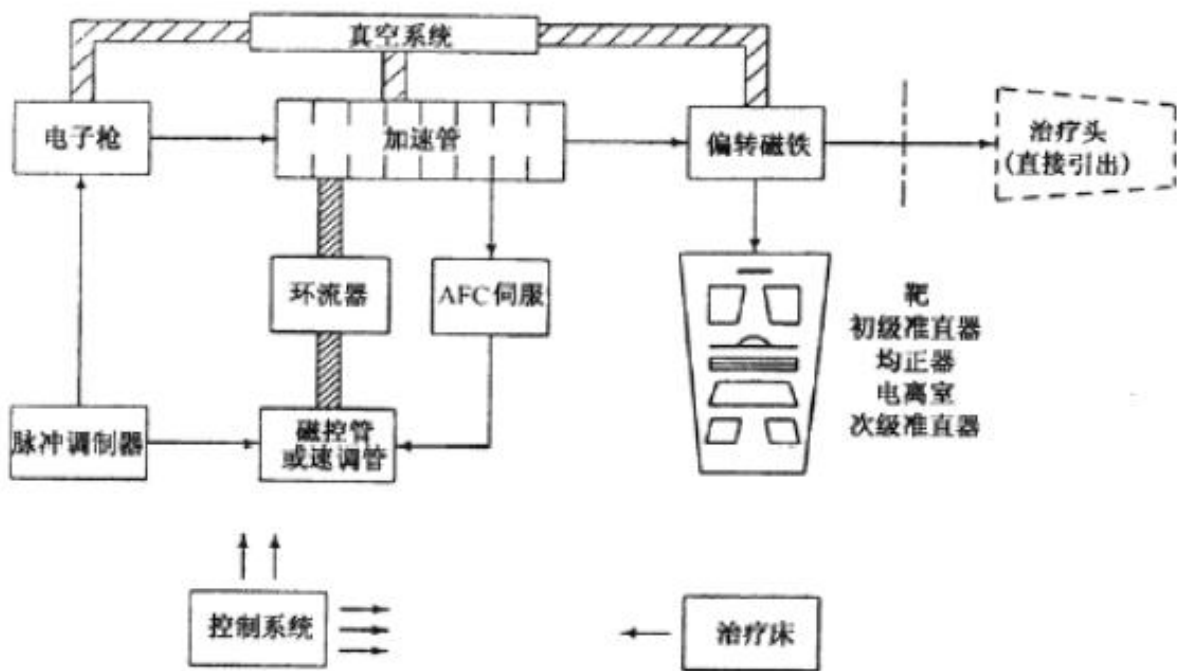 真空系统
电子枪
加速管
偏转磁铁
治疗头
(直接引出)
环流器
AFC 伺服
靶
初级准直器
均正器
电离室
次级准直器
脉冲调制器
磁控管
或速调管
控制系统
治疗床